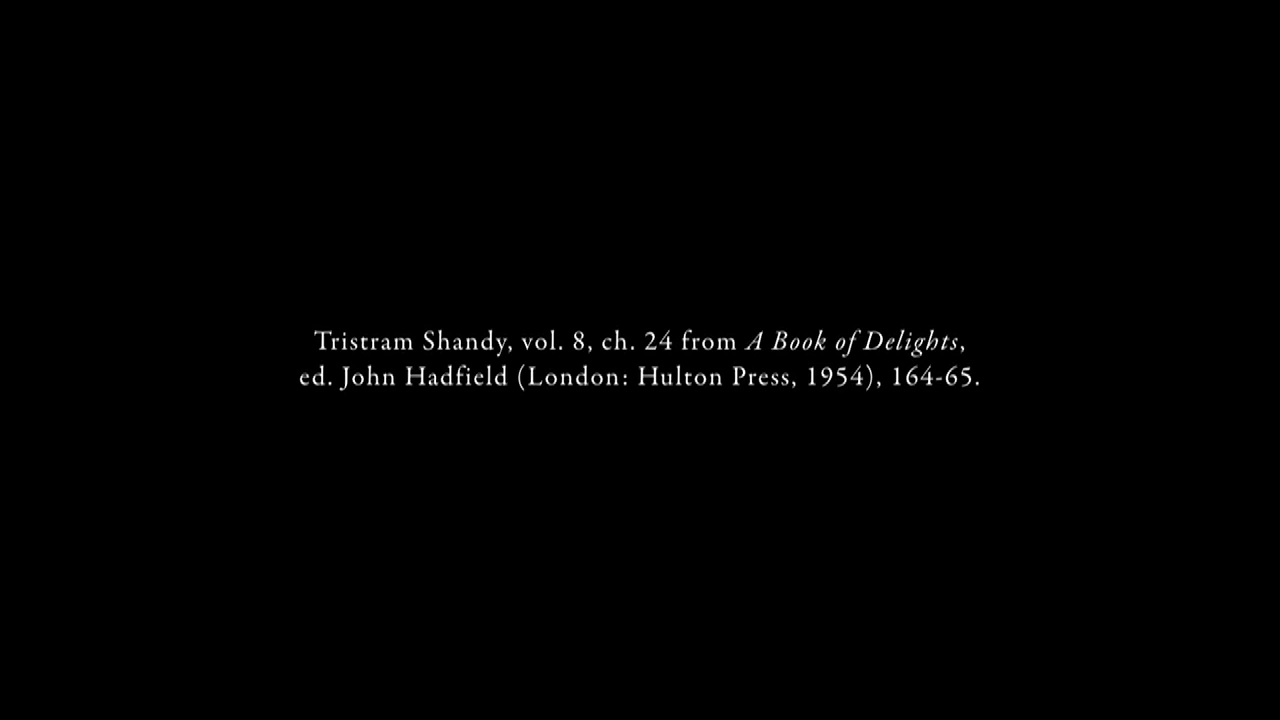 Tristram Shandy, vol. 8, ch. 24 from A Book of Delights,
ed. John Hadfield (London: Hulton Press, 1954), 164-65.